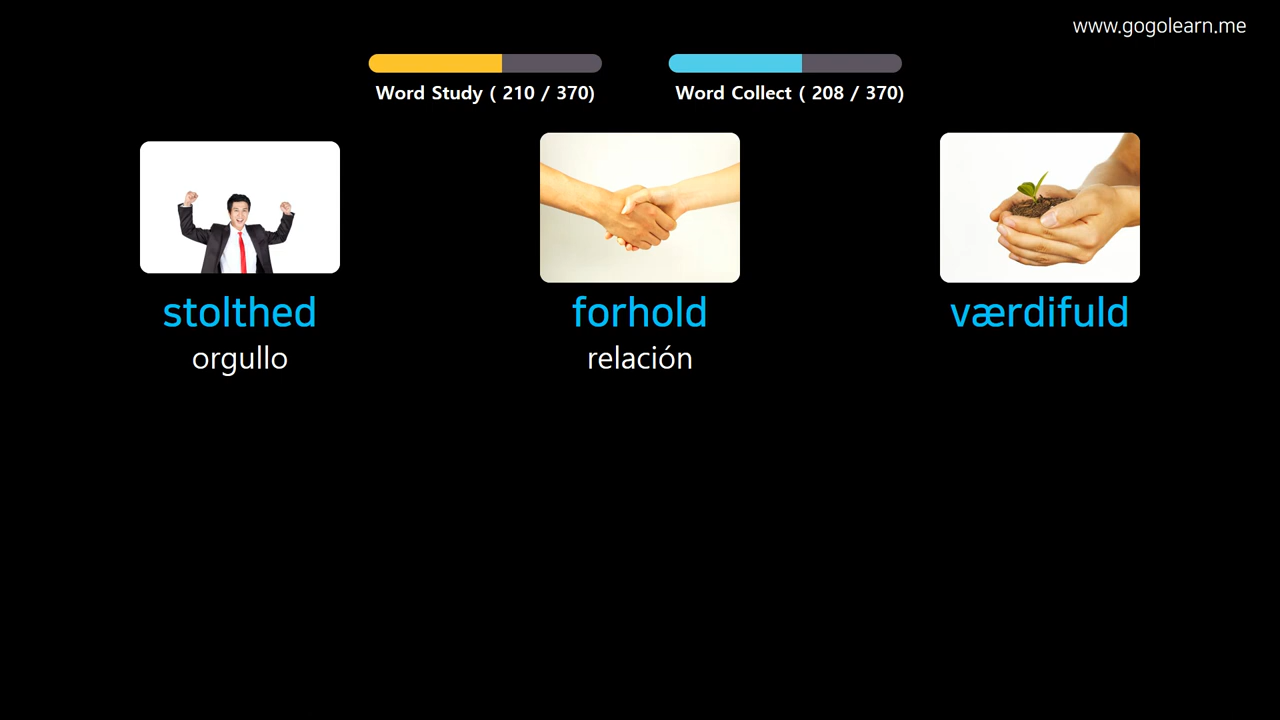 www.gogolearn.me
Word Study ( 210 / 370)
Word Collect ( 208 / 370)
stolthed
forhold
værdifuld
orgullo
relación